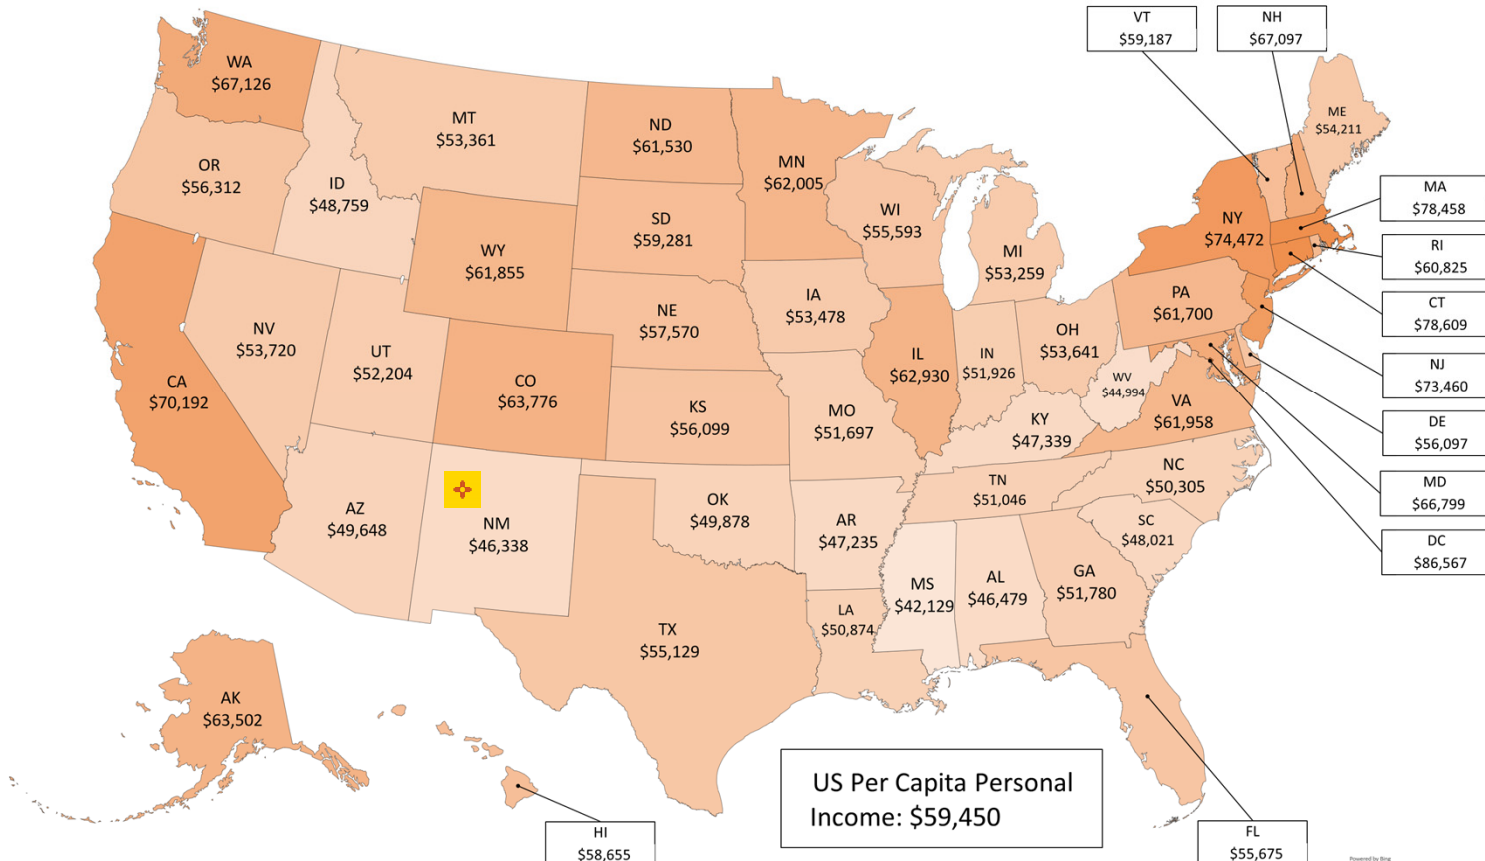 VT
$59,187
NH
$67,097
WA
$67,126
MT
$53,361
ND
$61,530
MN
$62,005
ME
$54,211
OR
$56,312
ID
$48,759
SD
$59,281
WI
$55,593
MI
$53,259
NY
$74,472
MA
$78,458
RI
$60,825
WY
$61,855
IA
$53,478
NE
$57,570
PA
$61,700
CT
$78,609
NV
$53,720
UT
$52,204
CO
$63,776
IL
$62,930
IN
$51,926
OH
$53,641
WV
$44,994
NJ
$73,460
CA
$70,192
KS
$56,099
MO
$51,697
KY
$47,339
VA
$61,958
DE
$56,097
AZ
$49,648
NM
$46,338
OK
$49,878
AR
$47,235
TN
$51,046
NC
$50,305
SC
$48,021
MD
$66,799
DC
$86,567
MS
$42,129
AL
$46,479
GA
$51,780
LA
$50,874
TX
$55,129
AK
$63,502
US Per Capita Personal
Income: $59,450
HI
$58,655
FL
$55,675
Powered by Bing